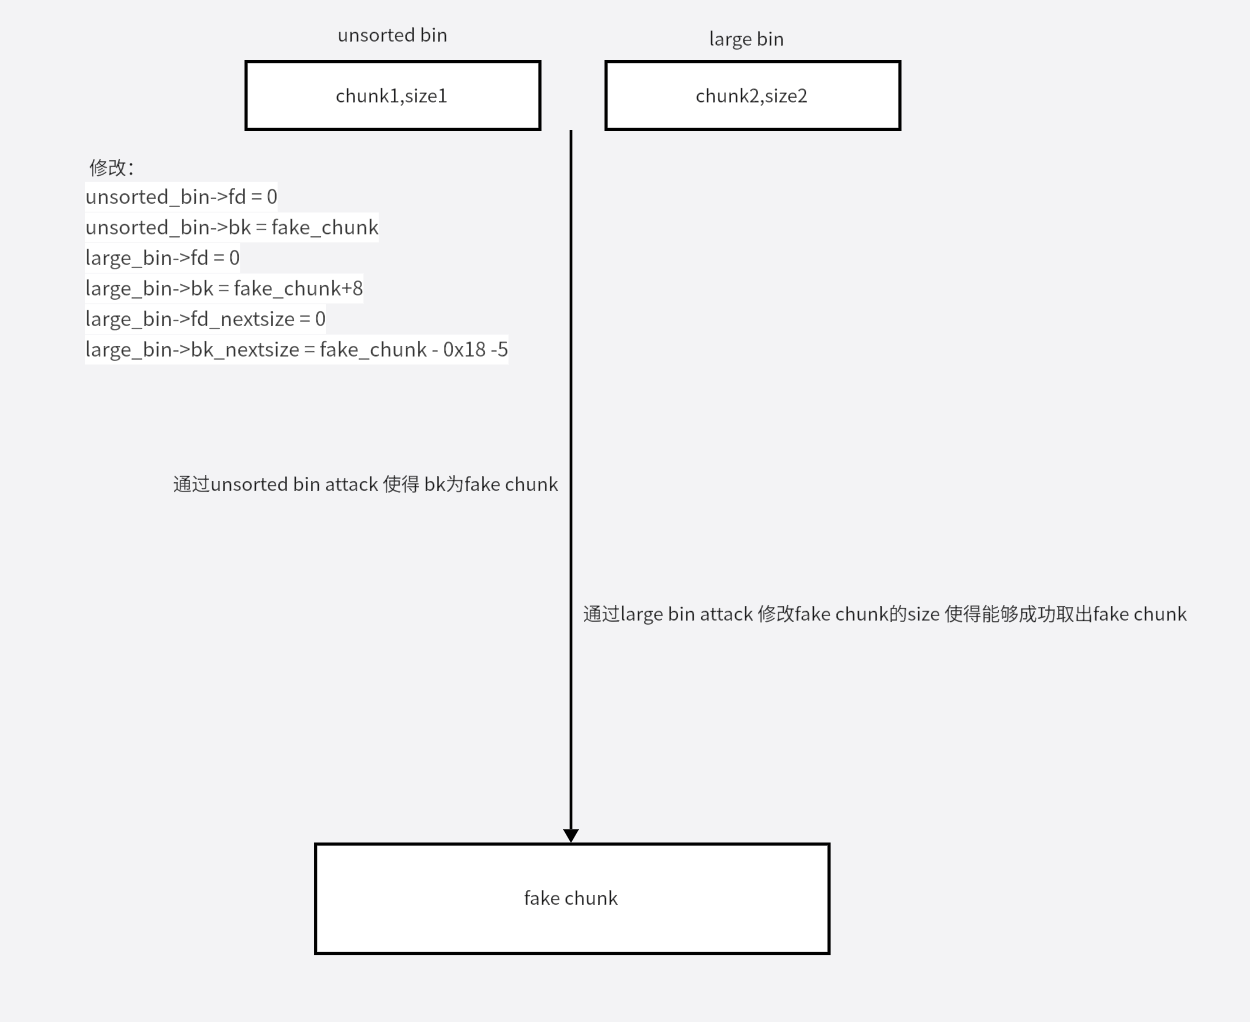 unsorted bin
large bin
chunk1,size1
chunk2,size2
修改：
unsorted_bin->fd = 0
unsorted_bin->bk = fake_chunk
large_bin->fd = 0
large_bin->bk = fake_chunk+8
large_bin->fd_nextsize = 0
large_bin->bk_nextsize = fake_chunk - 0x18 -5
通过unsorted bin attack 使得 bk为fake chunk
通过large bin attack 修改fake chunk的size 使得能够成功取出fake chunk
fake chunk